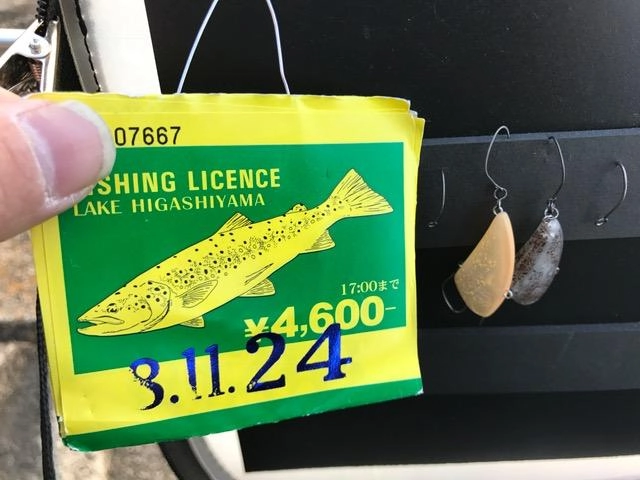 07667
SHING LICENCE
LAKE HIGASHIYAMA
17:00まで
¥4,600-
3.11.24